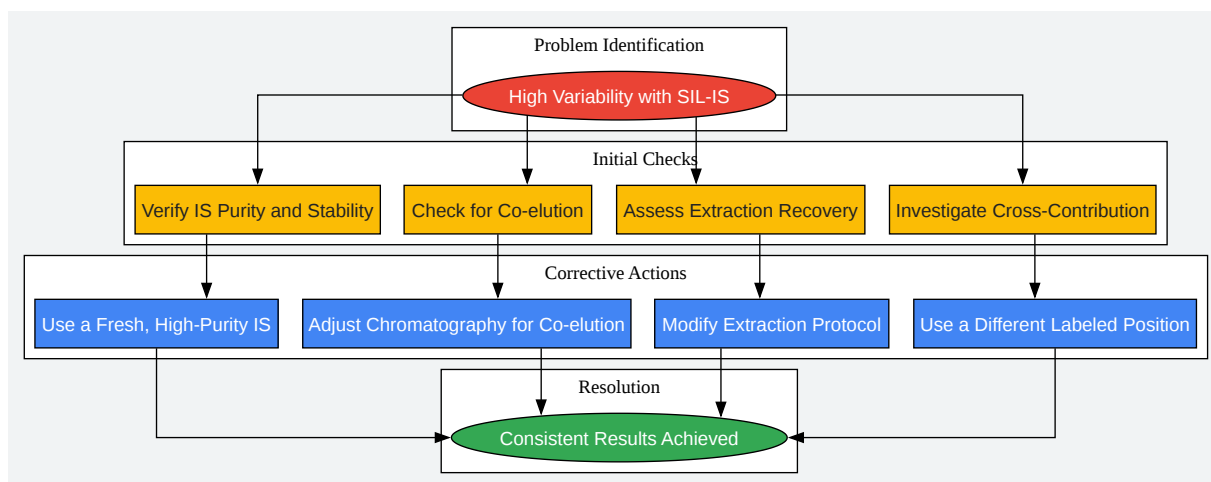 Problem Identification
High Variability with SIL-IS
Initial Checks
Verify IS Purity and Stability
Check for Co-elution
Assess Extraction Recovery
Investigate Cross-Contribution
Corrective Actions
Use a Fresh, High-Purity IS
Adjust Chromatography for Co-elution
Modify Extraction Protocol
Use a Different Labeled Position
Resolution
Consistent Results Achieved